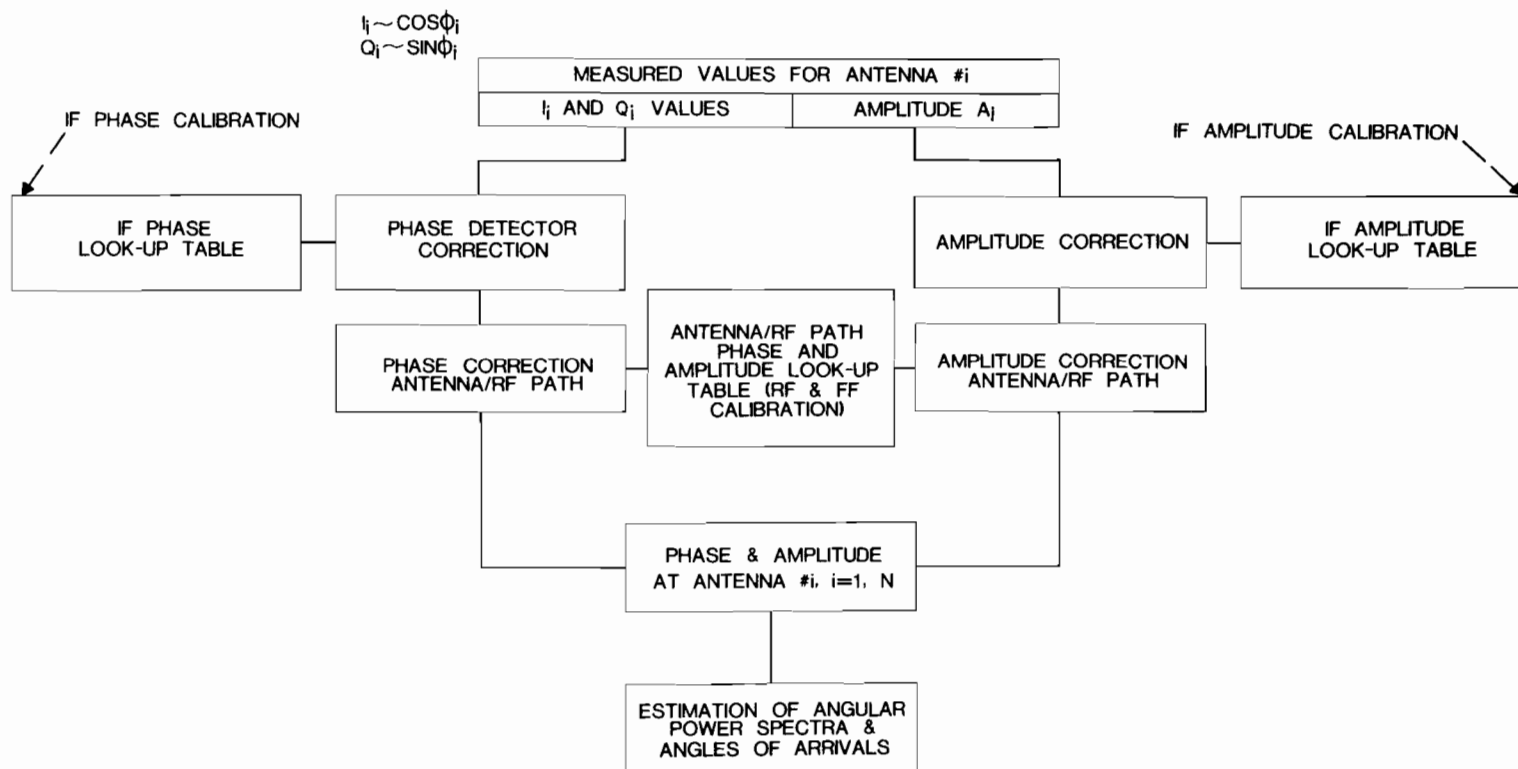 Iᵢ~COSϕᵢ
Qᵢ~SINϕᵢ
MEASURED VALUES FOR ANTENNA #i
Iᵢ AND Qᵢ VALUES
AMPLITUDE Aᵢ
IF PHASE CALIBRATION
IF AMPLITUDE CALIBRATION
IF PHASE
LOOK-UP TABLE
PHASE DETECTOR
CORRECTION
AMPLITUDE CORRECTION
IF AMPLITUDE
LOOK-UP TABLE
PHASE CORRECTION
ANTENNA/RF PATH
ANTENNA/RF PATH
PHASE AND
AMPLITUDE LOOK-UP
TABLE (RF & FF
CALIBRATION)
AMPLITUDE CORRECTION
ANTENNA/RF PATH
PHASE & AMPLITUDE
AT ANTENNA #i, i=1, N
ESTIMATION OF ANGULAR
POWER SPECTRA &
ANGLES OF ARRIVALS